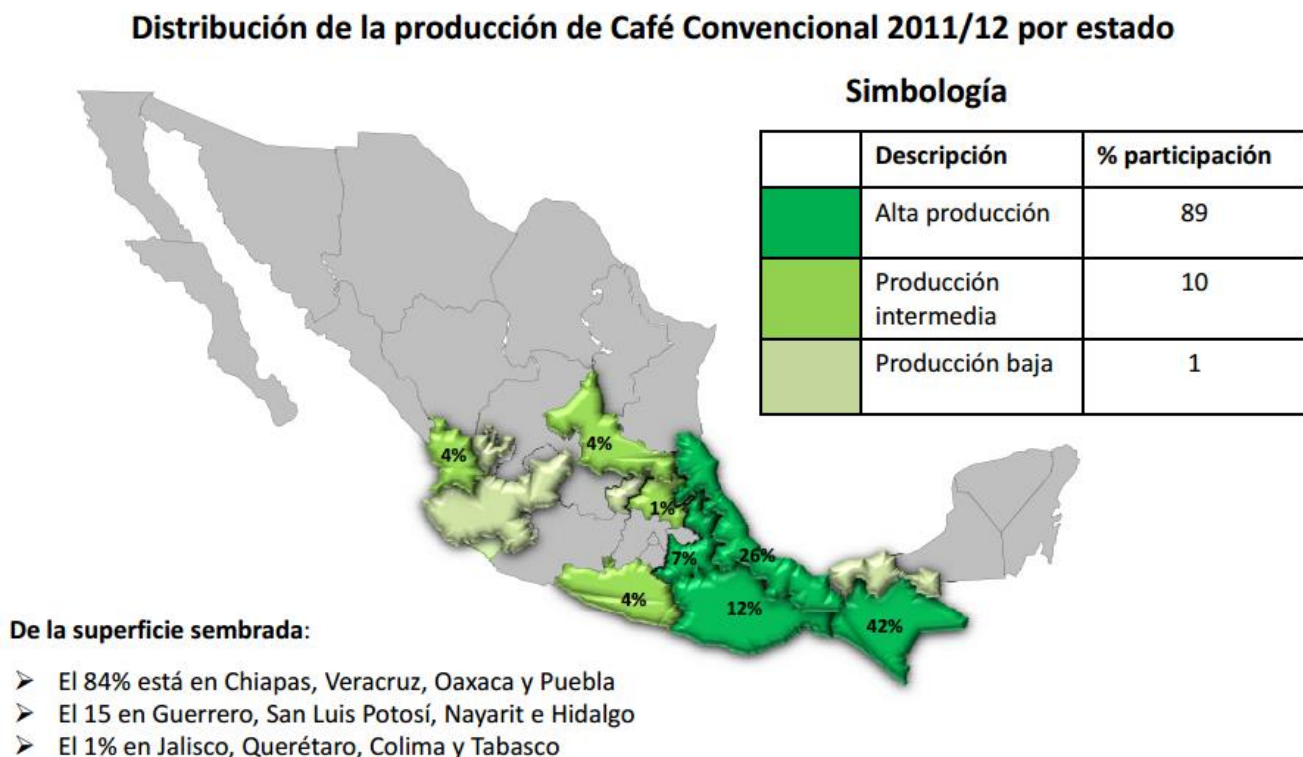 Distribución de la producción de Café Convencional 2011/12 por estado
Simbología
Descripción % participación
Alta producción 89
Producción intermedia 10
Producción baja 1
4%
4%
1%
7%
26%
4%
12%
42%
De la superficie sembrada:
➢ El 84% está en Chiapas, Veracruz, Oaxaca y Puebla
➢ El 15 en Guerrero, San Luis Potosí, Nayarit e Hidalgo
➢ El 1% en Jalisco, Querétaro, Colima y Tabasco